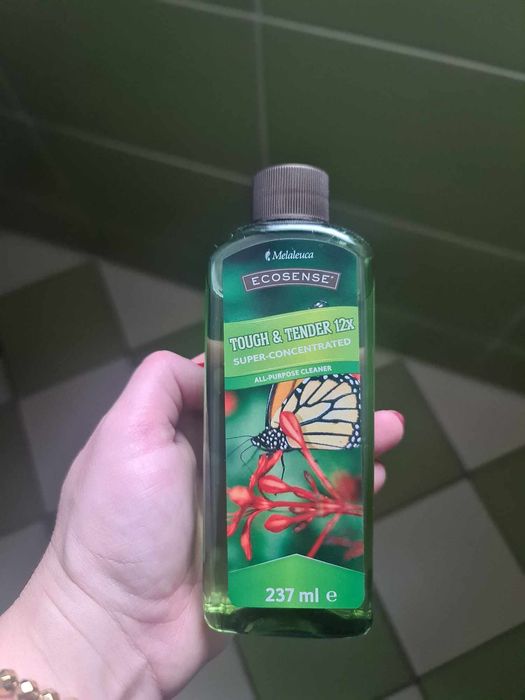 Melaleuca
ECOSENSE®
TOUGH & TENDER 12x
SUPER-CONCENTRATED
ALL-PURPOSE CLEANER
237 ml ℮